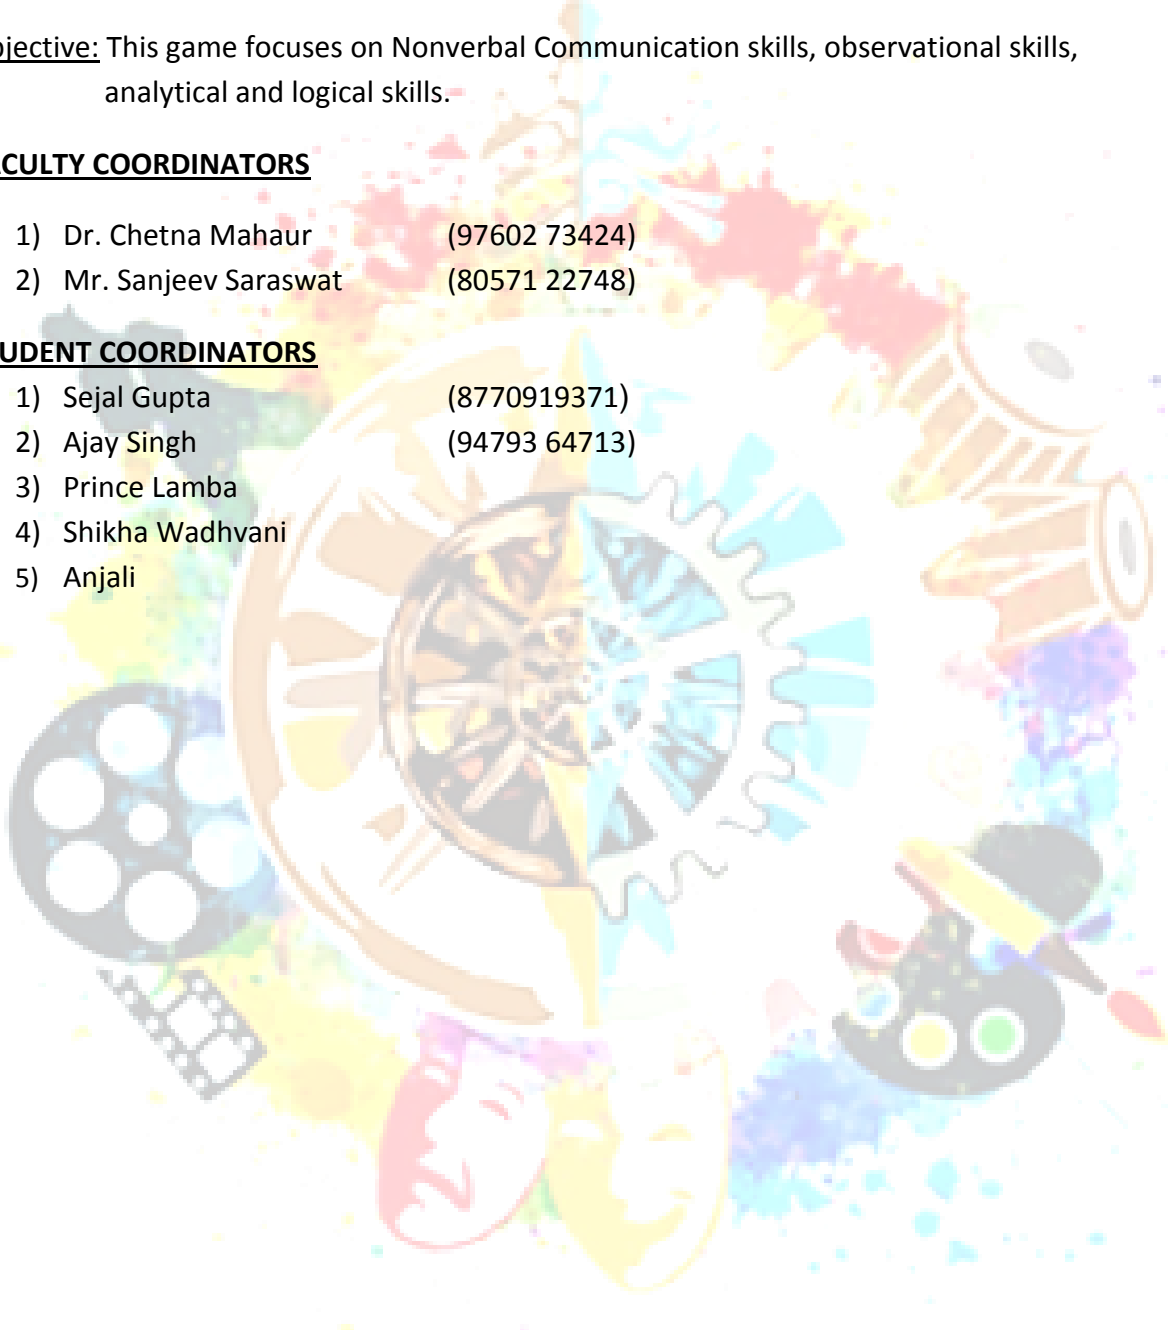 ojective: This game focuses on Nonverbal Communication skills, observational skills,
analytical and logical skills.
CULTY COORDINATORS
1) Dr. Chetna Mahaur (97602 73424)
2) Mr. Sanjeev Saraswat (80571 22748)
UDENT COORDINATORS
1) Sejal Gupta (8770919371)
2) Ajay Singh (94793 64713)
3) Prince Lamba
4) Shikha Wadhvani
5) Anjali